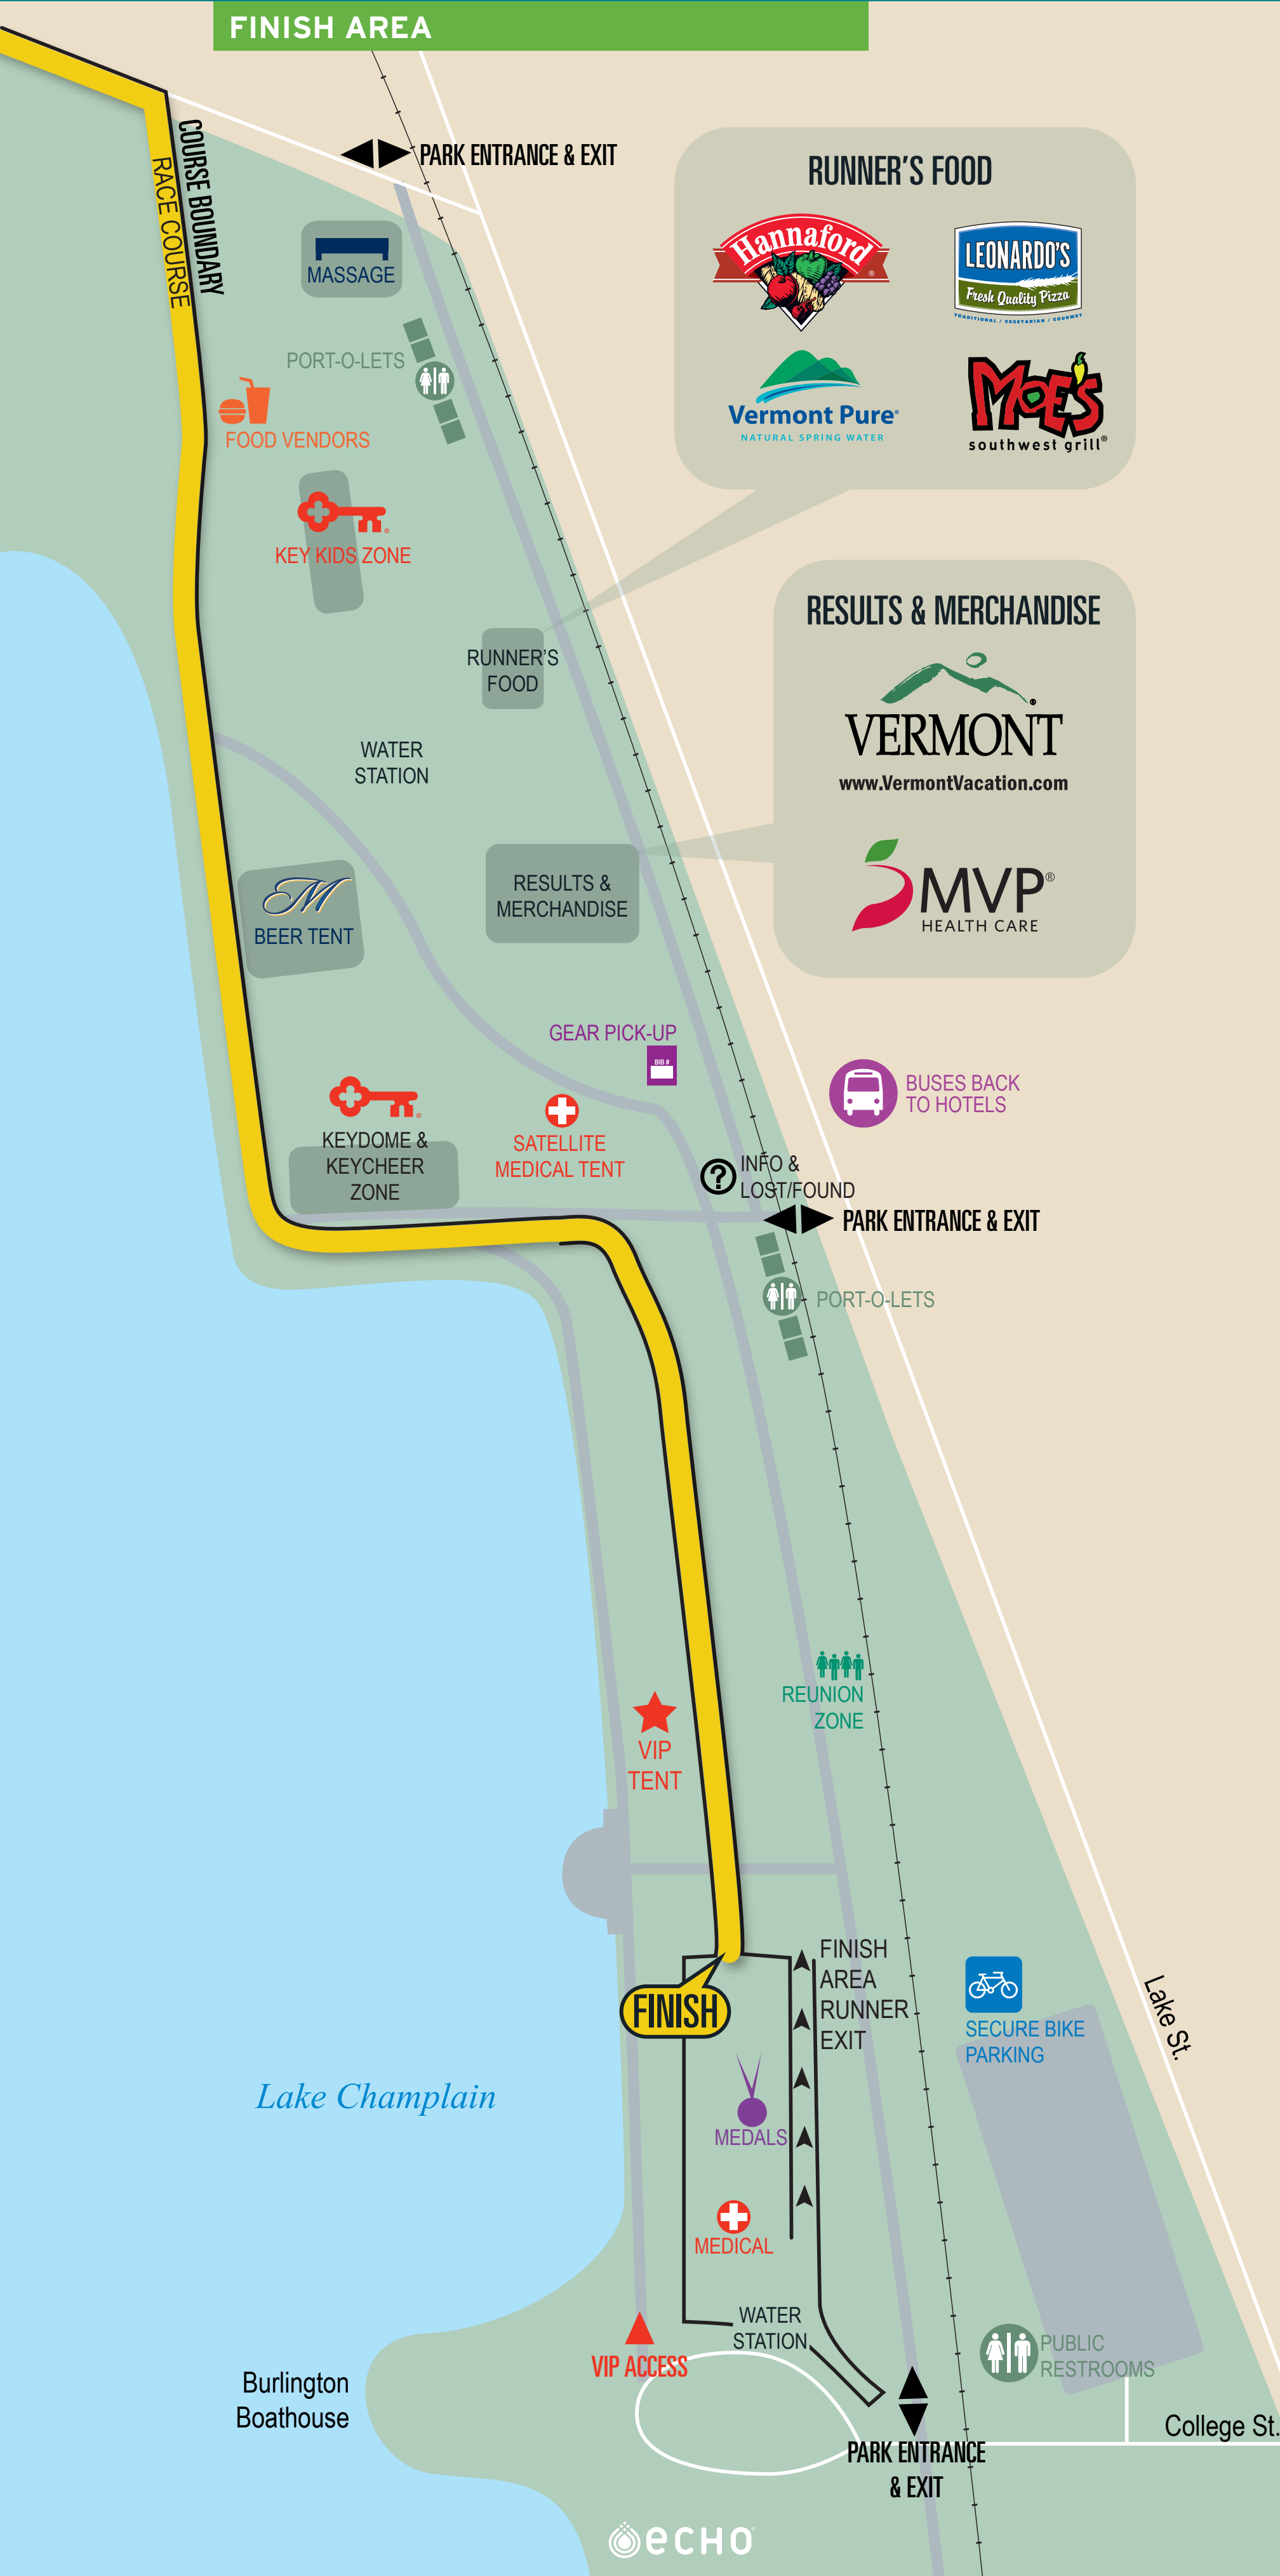 FINISH AREA
COURSE BOUNDARY
RACE COURSE
PARK ENTRANCE & EXIT
RUNNER'S FOOD
Hannaford®
LEONARDO'S
Fresh Quality Pizza
TRADITIONAL / VEGETARIAN / GOURMET
Vermont Pure®
NATURAL SPRING WATER
MOE'S
southwest grill®
MASSAGE
PORT-O-LETS
FOOD VENDORS
KEY KIDS ZONE
RUNNER'S
FOOD
WATER
STATION
RESULTS & MERCHANDISE
VERMONT®
www.VermontVacation.com
MVP®
HEALTH CARE
M
BEER TENT
RESULTS &
MERCHANDISE
GEAR PICK-UP
BIB #
BUSES BACK
TO HOTELS
KEYDOME &
KEYCHEER
ZONE
SATELLITE
MEDICAL TENT
?
INFO &
LOST/FOUND
PARK ENTRANCE & EXIT
PORT-O-LETS
REUNION
ZONE
VIP
TENT
FINISH
FINISH
AREA
RUNNER
EXIT
SECURE BIKE
PARKING
Lake St.
Lake Champlain
MEDALS
MEDICAL
WATER
STATION
VIP ACCESS
PUBLIC
RESTROOMS
Burlington
Boathouse
College St.
PARK ENTRANCE
& EXIT
eCHO